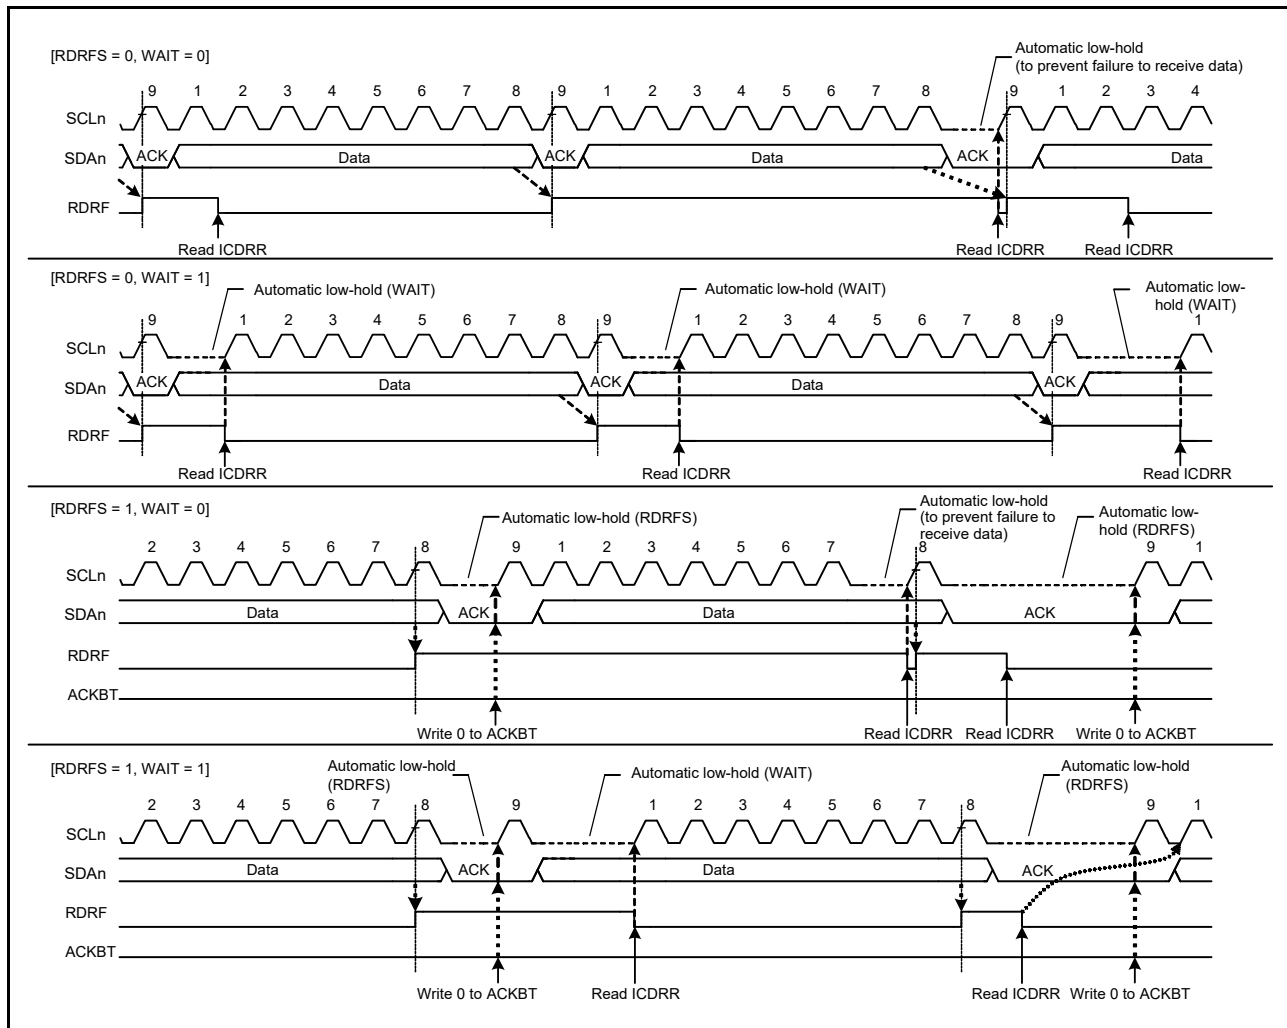 [RDRFS = 0, WAIT = 0]
Automatic low-hold
(to prevent failure to receive data)
9 1 2 3 4 5 6 7 8 9 1 2 3 4 5 6 7 8 9 1 2 3 4
SCLn
SDAn ACK Data ACK Data ACK Data
RDRF
Read ICDRR Read ICDRR Read ICDRR
[RDRFS = 0, WAIT = 1]
Automatic low-hold (WAIT) Automatic low-hold (WAIT) Automatic low-
hold (WAIT)
9 1 2 3 4 5 6 7 8 9 1 2 3 4 5 6 7 8 9 1
SCLn
SDAn ACK Data ACK Data ACK
RDRF
Read ICDRR Read ICDRR Read ICDRR
[RDRFS = 1, WAIT = 0]
Automatic low-hold (RDRFS)
Automatic low-hold
(to prevent failure to
receive data)
Automatic low-
hold (RDRFS)
2 3 4 5 6 7 8 9 1 2 3 4 5 6 7 8 9 1
SCLn
SDAn Data ACK Data ACK
RDRF
ACKBT
Write 0 to ACKBT Read ICDRR Read ICDRR Write 0 to ACKBT
[RDRFS = 1, WAIT = 1]
Automatic low-hold
(RDRFS)
Automatic low-hold (WAIT)
Automatic low-hold
(RDRFS)
2 3 4 5 6 7 8 9 1 2 3 4 5 6 7 8 9 1
SCLn
SDAn Data ACK Data ACK
RDRF
ACKBT
Write 0 to ACKBT Read ICDRR Read ICDRR Write 0 to ACKBT